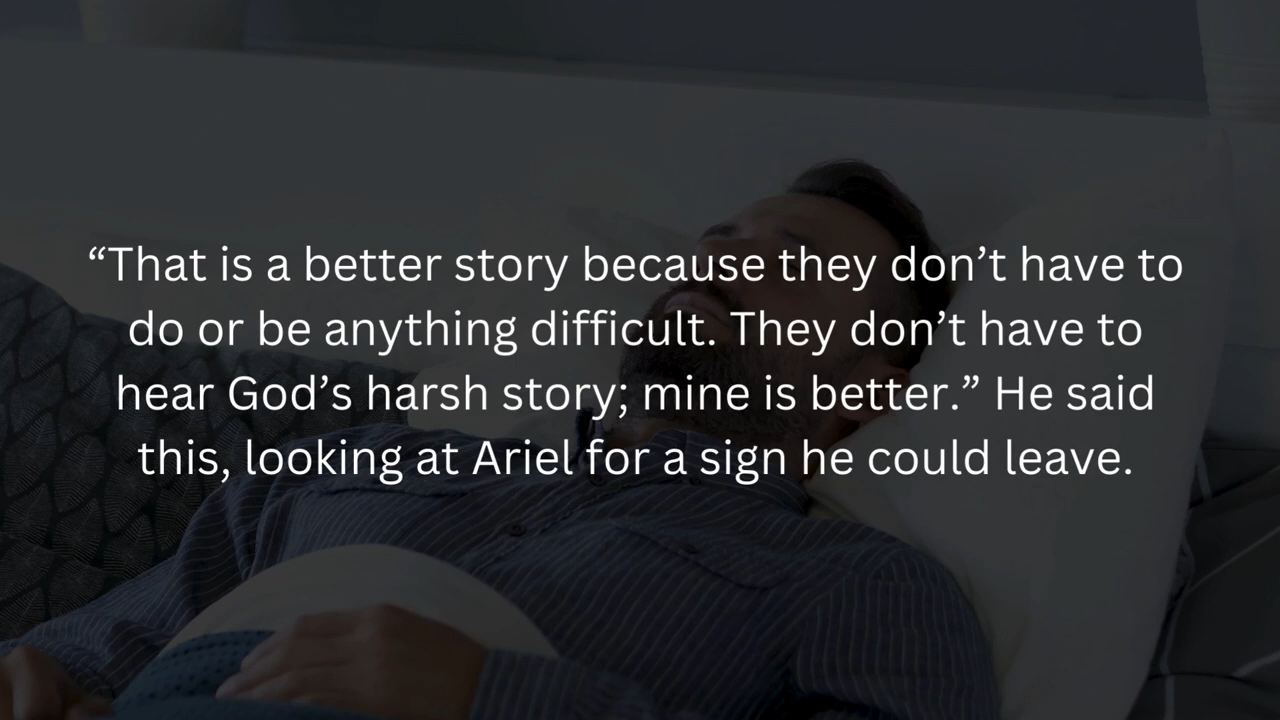 “That is a better story because they don’t have to
do or be anything difficult. They don’t have to
hear God’s harsh story; mine is better.” He said
this, looking at Ariel for a sign he could leave.